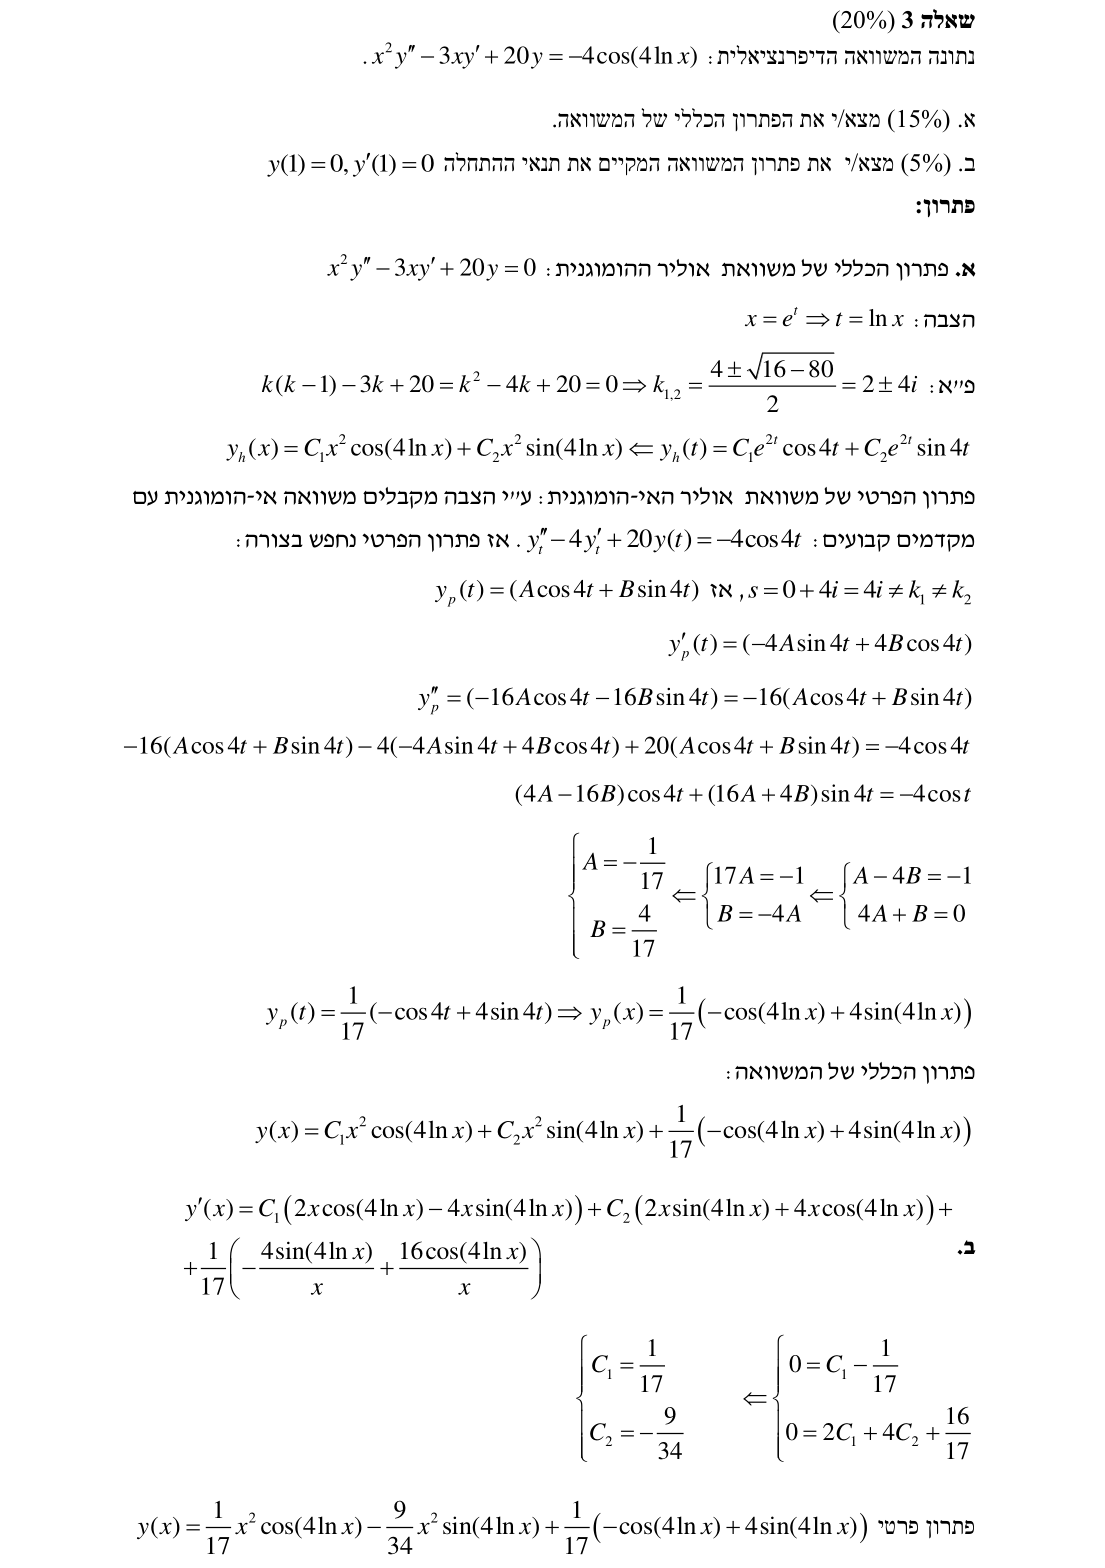 שאלה 3 (20%)
נתונה המשוואה הדיפרנציאלית: x²y″ − 3xy′ + 20y = −4cos(4ln x) .
א. (15%) מצא/י את הפתרון הכללי של המשוואה.
ב. (5%) מצא/י את פתרון המשוואה המקיים את תנאי ההתחלה y(1) = 0, y′(1) = 0
פתרון:
א. פתרון הכללי של משוואת אוליר ההומוגנית: x²y″ − 3xy′ + 20y = 0
הצבה: x = eᵗ ⇒ t = ln x
פ״א: k(k −1) − 3k + 20 = k² − 4k + 20 = 0 ⇒ k₁,₂ = (4 ± √(16 − 80))/2 = 2 ± 4i
y_h(x) = C₁x² cos(4ln x) + C₂x² sin(4ln x) ⇐ y_h(t) = C₁e^{2t} cos4t + C₂e^{2t} sin4t
פתרון הפרטי של משוואת אוליר האי-הומוגנית: ע״י הצבה מקבלים משוואה אי-הומוגנית עם
מקדמים קבועים: y″_t − 4y′_t + 20y(t) = −4cos4t . אז פתרון הפרטי נחפש בצורה:
s = 0 + 4i = 4i ≠ k₁ ≠ k₂ , אז y_p(t) = (Acos4t + Bsin4t)
y′_p(t) = (−4Asin4t + 4Bcos4t)
y″_p = (−16Acos4t −16Bsin4t) = −16(Acos4t + Bsin4t)
−16(Acos4t + Bsin4t) − 4(−4Asin4t + 4Bcos4t) + 20(Acos4t + Bsin4t) = −4cos4t
(4A −16B)cos4t + (16A + 4B)sin4t = −4cost
{A = −1/17, B = 4/17 ⇐ {17A = −1, B = −4A ⇐ {A − 4B = −1, 4A + B = 0
y_p(t) = 1/17(−cos4t + 4sin4t) ⇒ y_p(x) = 1/17(−cos(4ln x) + 4sin(4ln x))
פתרון הכללי של המשוואה:
y(x) = C₁x² cos(4ln x) + C₂x² sin(4ln x) + 1/17(−cos(4ln x) + 4sin(4ln x))
y′(x) = C₁(2xcos(4ln x) − 4xsin(4ln x)) + C₂(2xsin(4ln x) + 4xcos(4ln x)) +
ב. +1/17(−4sin(4ln x)/x + 16cos(4ln x)/x)
{C₁ = 1/17, C₂ = −9/34 ⇐ {0 = C₁ − 1/17, 0 = 2C₁ + 4C₂ + 16/17
פתרון פרטי y(x) = 1/17 x² cos(4ln x) − 9/34 x² sin(4ln x) + 1/17(−cos(4ln x) + 4sin(4ln x))